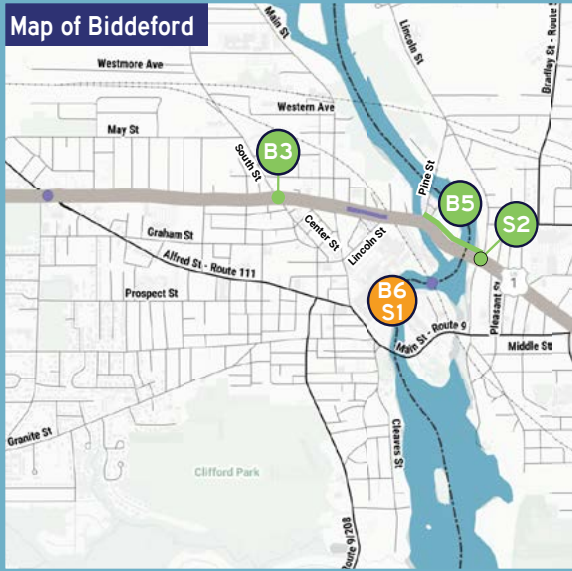 Map of Biddeford
Main St
Lincoln St
Bradley St - Route 5
Westmore Ave
Western Ave
May St
B3
South St
Pine St
B5
S2
Graham St
Center St
Lincoln St
Alfred St - Route 111
Prospect St
B6
S1
Pleasant St
1
Main St - Route 9
Middle St
Granite St
Cleaves St
Clifford Park
Route 9/208